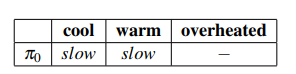 cool warm overheated
π₀ slow slow –